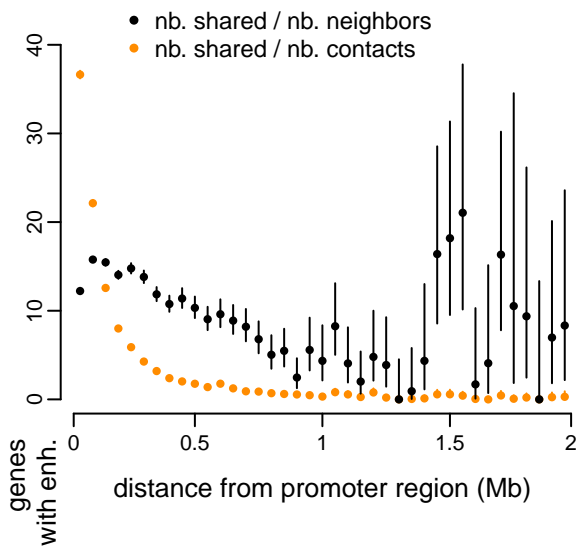 nb. shared / nb. neighbors
nb. shared / nb. contacts
40
30
20
10
0
0
0.5
1
1.5
2
genes
with enh.
distance from promoter region (Mb)